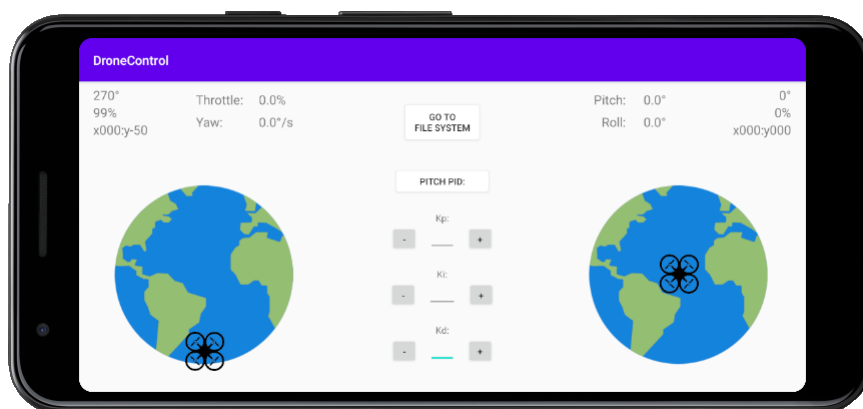 DroneControl
270°
99%
x000:y-50
Throttle: 0.0%
Yaw: 0.0°/s
GO TO
FILE SYSTEM
Pitch: 0.0°
Roll: 0.0°
0°
0%
x000:y000
PITCH PID:
Kp:
- +
Ki:
- +
Kd:
- +